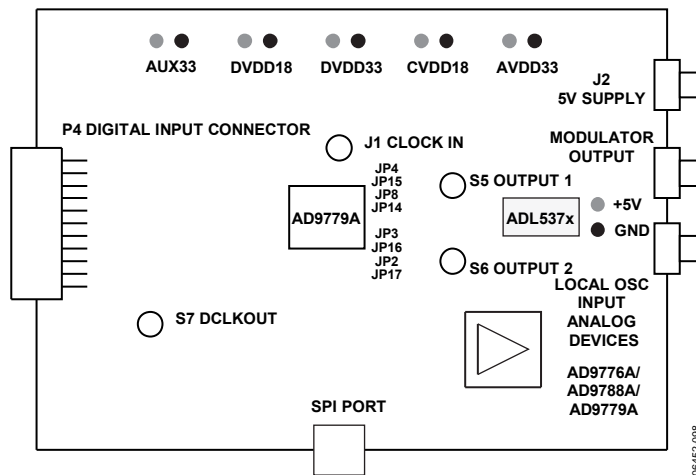 AUX33
DVDD18
DVDD33
CVDD18
AVDD33
J2
5V SUPPLY
P4 DIGITAL INPUT CONNECTOR
J1 CLOCK IN
MODULATOR
OUTPUT
JP4
JP15
JP8
JP14
JP3
JP16
JP2
JP17
AD9779A
S5 OUTPUT 1
ADL537x
+5V
GND
S6 OUTPUT 2
LOCAL OSC
INPUT
ANALOG
DEVICES
AD9776A/
AD9788A/
AD9779A
S7 DCLKOUT
SPI PORT
06452-098